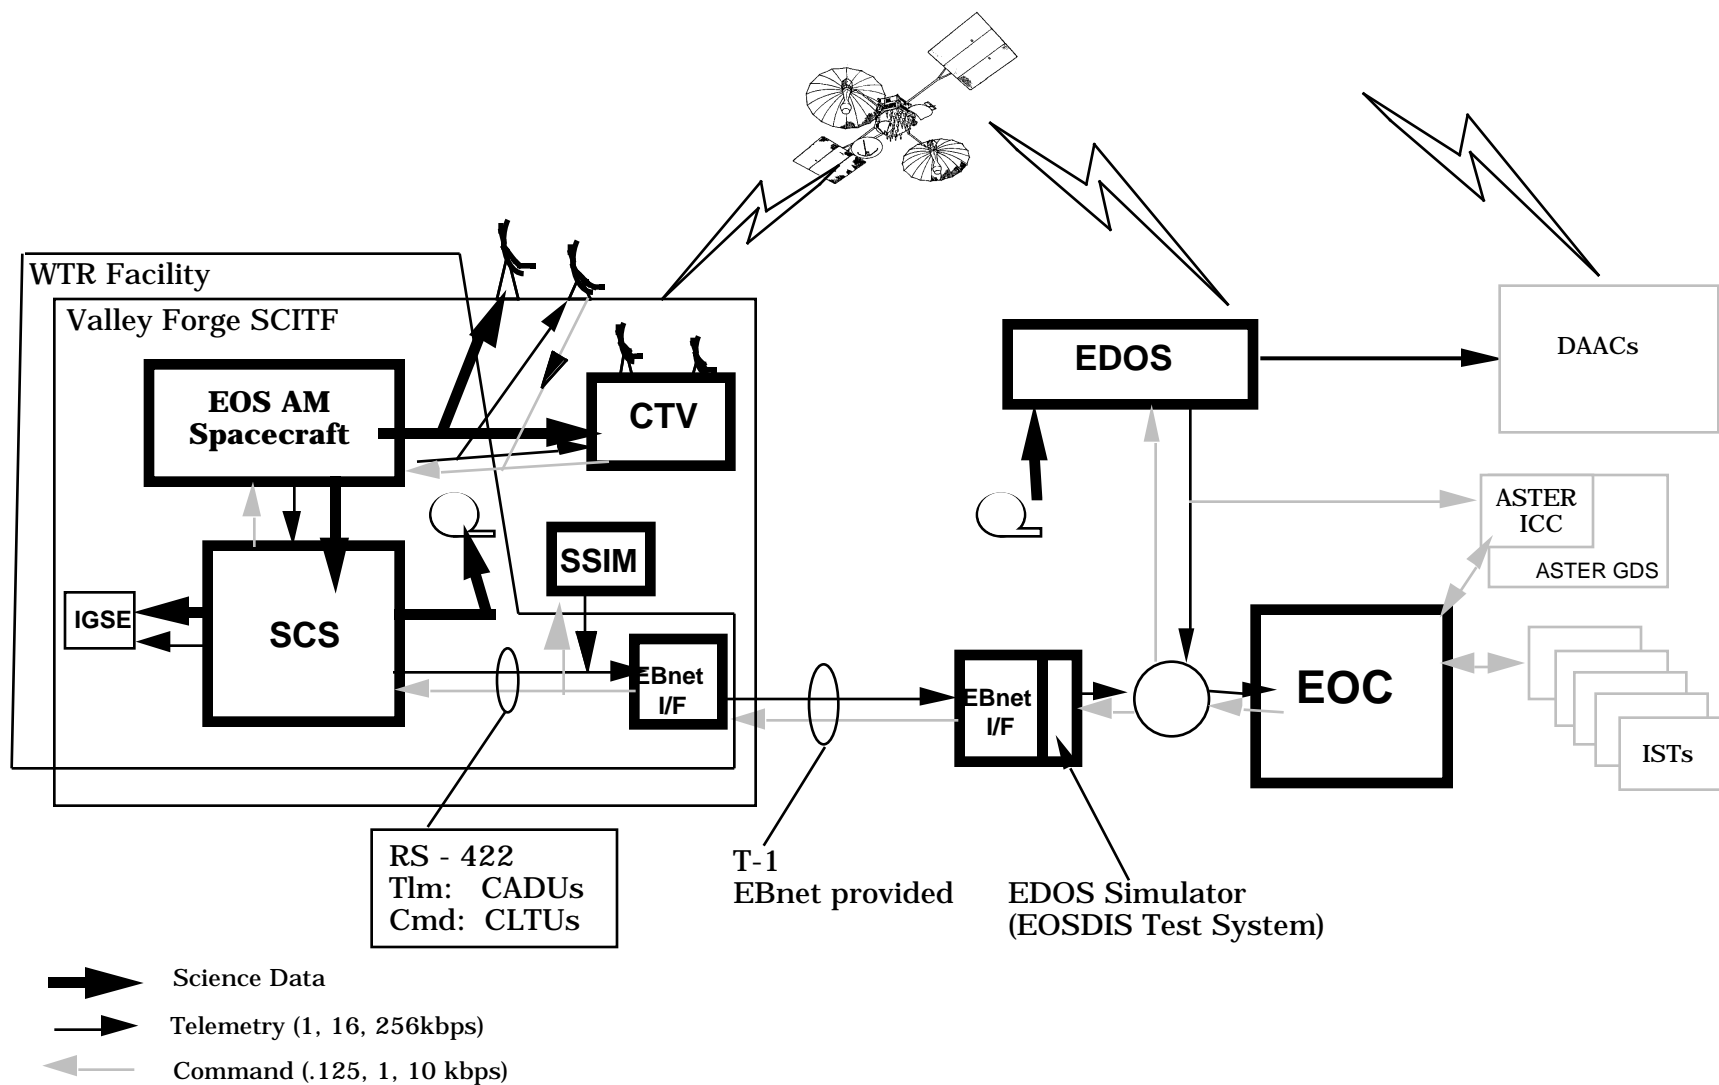 WTR Facility
Valley Forge SCITF
EOS AM
Spacecraft
CTV
EDOS
DAACs
ASTER
ICC
ASTER GDS
SSIM
IGSE
SCS
EBnet
I/F
EBnet
I/F
EOC
ISTs
RS - 422
Tlm: CADUs
Cmd: CLTUs
T-1
EBnet provided
EDOS Simulator
(EOSDIS Test System)
Science Data
Telemetry (1, 16, 256kbps)
Command (.125, 1, 10 kbps)